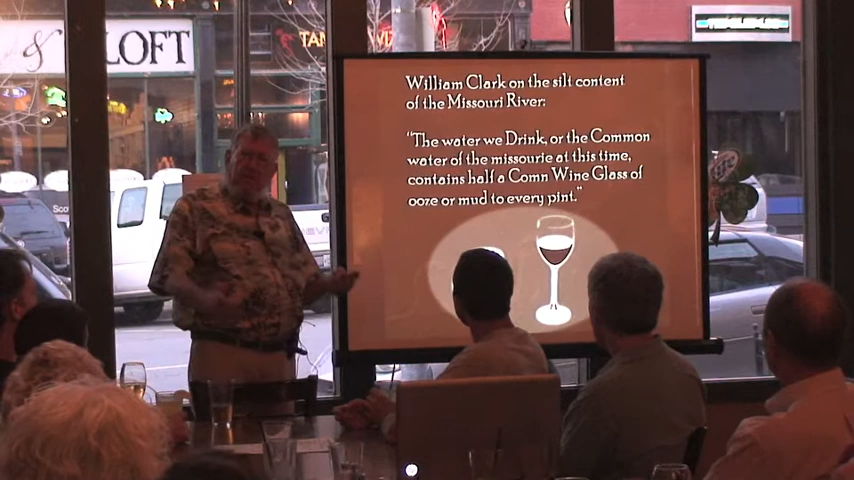 & LOFT
TAN
William Clark on the silt content
of the Missouri River:
"The water we Drink, or the Common
water of the missourie at this time,
contains half a Comn Wine Glass of
ooze or mud to every pint."